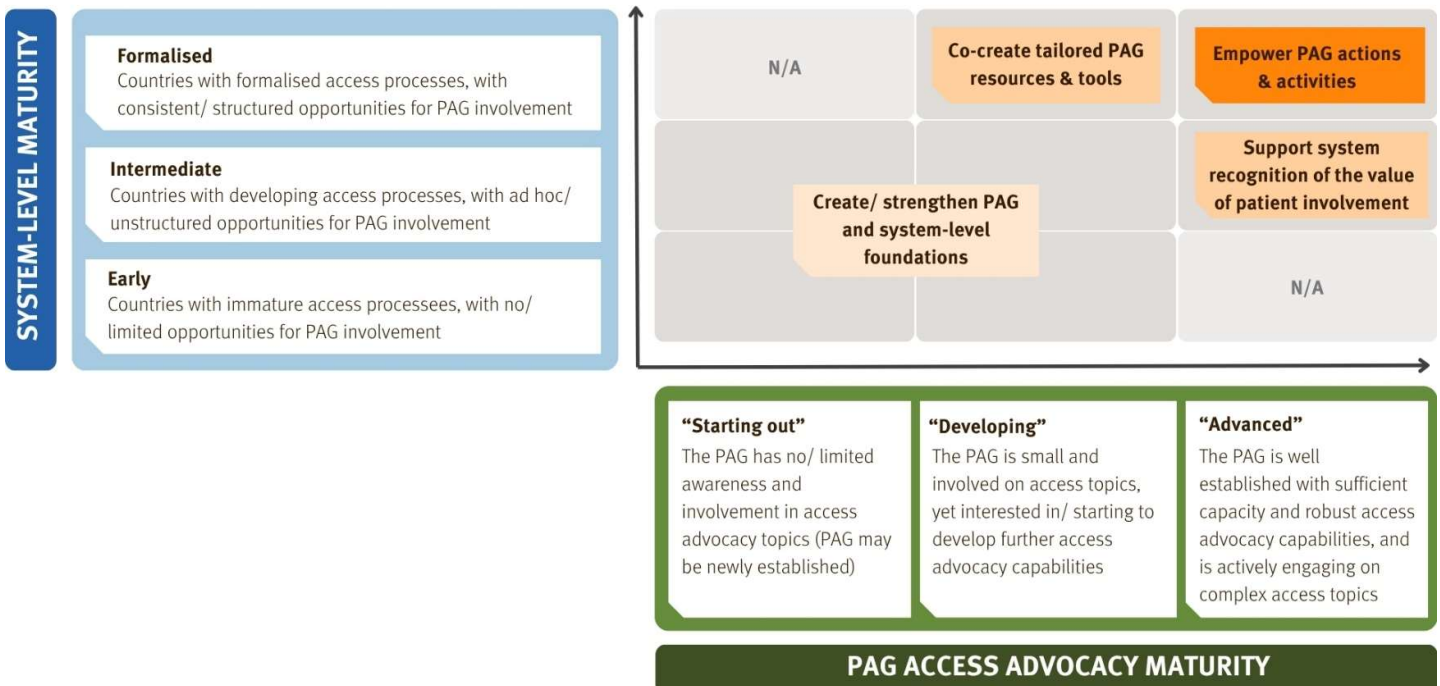 SYSTEM-LEVEL MATURITY
Formalised
Countries with formalised access processes, with
consistent/ structured opportunities for PAG involvement
Intermediate
Countries with developing access processes, with ad hoc/
unstructured opportunities for PAG involvement
Early
Countries with immature access processees, with no/
limited opportunities for PAG involvement
N/A
Co-create tailored PAG
resources & tools
Empower PAG actions
& activities
Support system
recognition of the value
of patient involvement
Create/ strengthen PAG
and system-level
foundations
N/A
“Starting out”
The PAG has no/ limited
awareness and
involvement in access
advocacy topics (PAG may
be newly established)
“Developing”
The PAG is small and
involved on access topics,
yet interested in/ starting to
develop further access
advocacy capabilities
“Advanced”
The PAG is well
established with sufficient
capacity and robust access
advocacy capabilities, and
is actively engaging on
complex access topics
PAG ACCESS ADVOCACY MATURITY